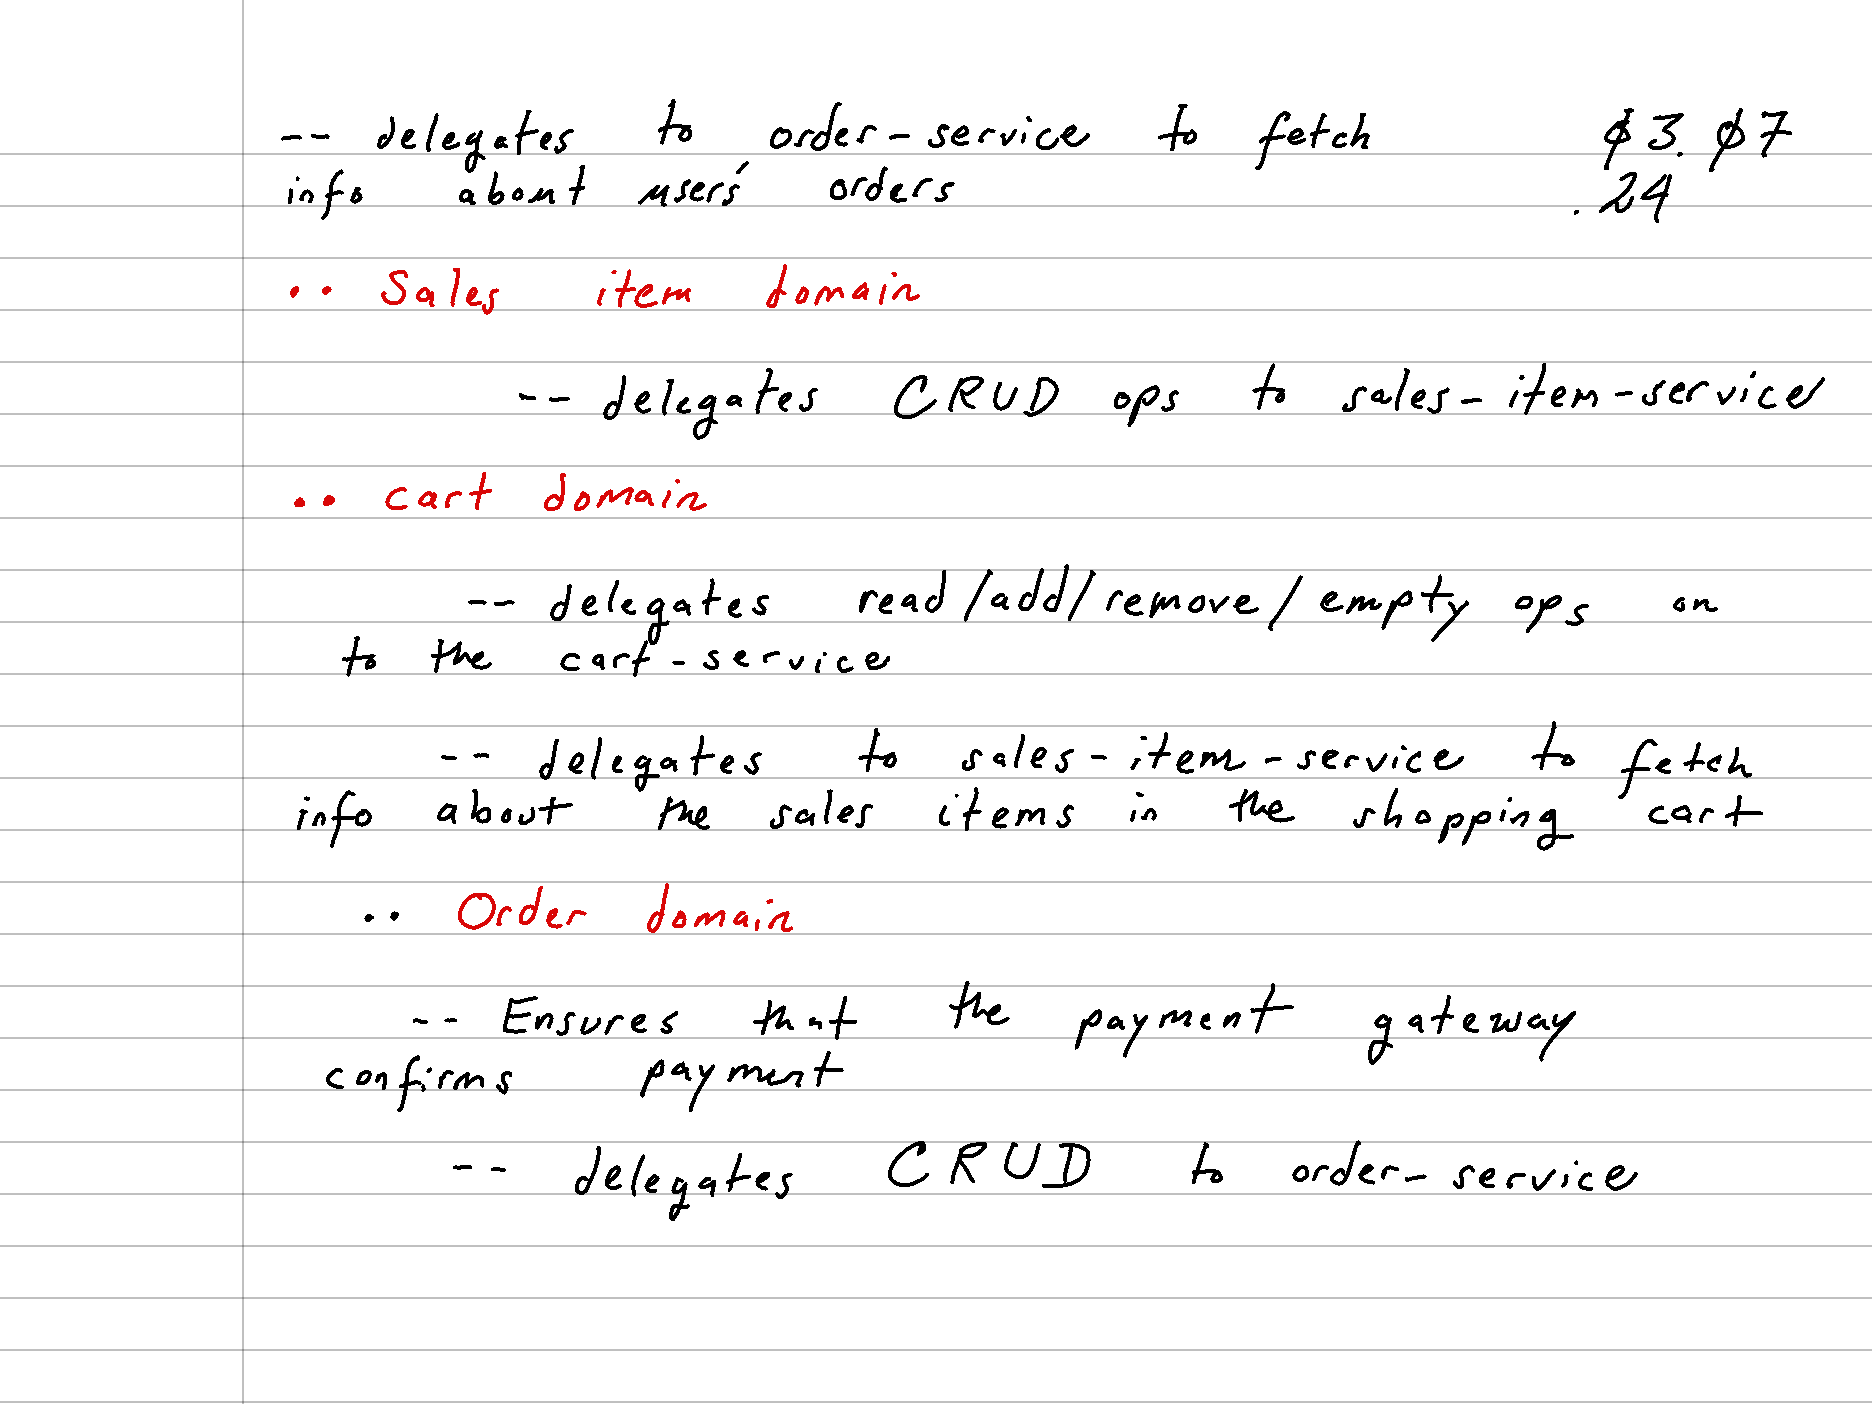 -- delegates to order-service to fetch 03.07
info about users' orders .24
.. Sales item domain
-- delegates CRUD ops to sales-item-service
.. cart domain
-- delegates read/add/remove/empty ops on
to the cart-service
-- delegates to sales-item-service to fetch
info about the sales items in the shopping cart
.. Order domain
-- Ensures that the payment gateway
confirms payment
-- delegates CRUD to order-service